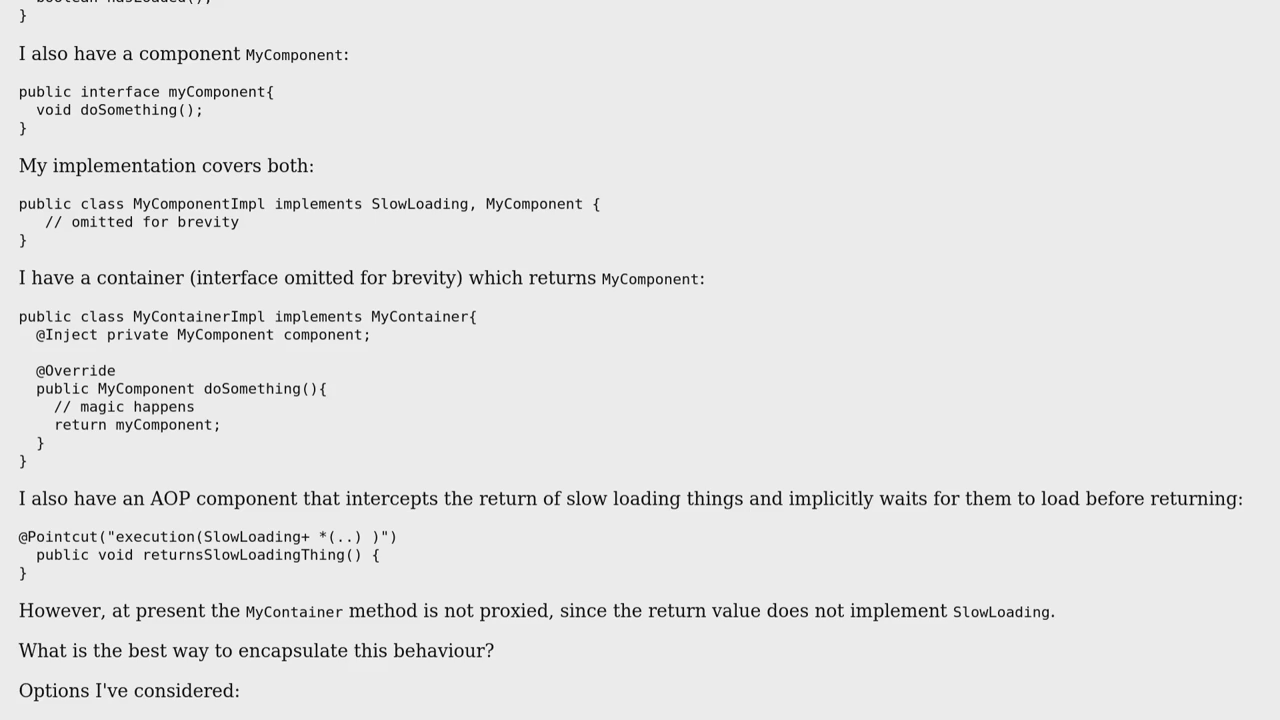 }
I also have a component MyComponent:
public interface myComponent{
  void doSomething();
}
My implementation covers both:
public class MyComponentImpl implements SlowLoading, MyComponent {
   // omitted for brevity
}
I have a container (interface omitted for brevity) which returns MyComponent:
public class MyContainerImpl implements MyContainer{
  @Inject private MyComponent component;
  @Override
  public MyComponent doSomething(){
    // magic happens
    return myComponent;
  }
}
I also have an AOP component that intercepts the return of slow loading things and implicitly waits for them to load before returning:
@Pointcut("execution(SlowLoading+ *(..) )")
  public void returnsSlowLoadingThing() {
}
However, at present the MyContainer method is not proxied, since the return value does not implement SlowLoading.
What is the best way to encapsulate this behaviour?
Options I've considered: